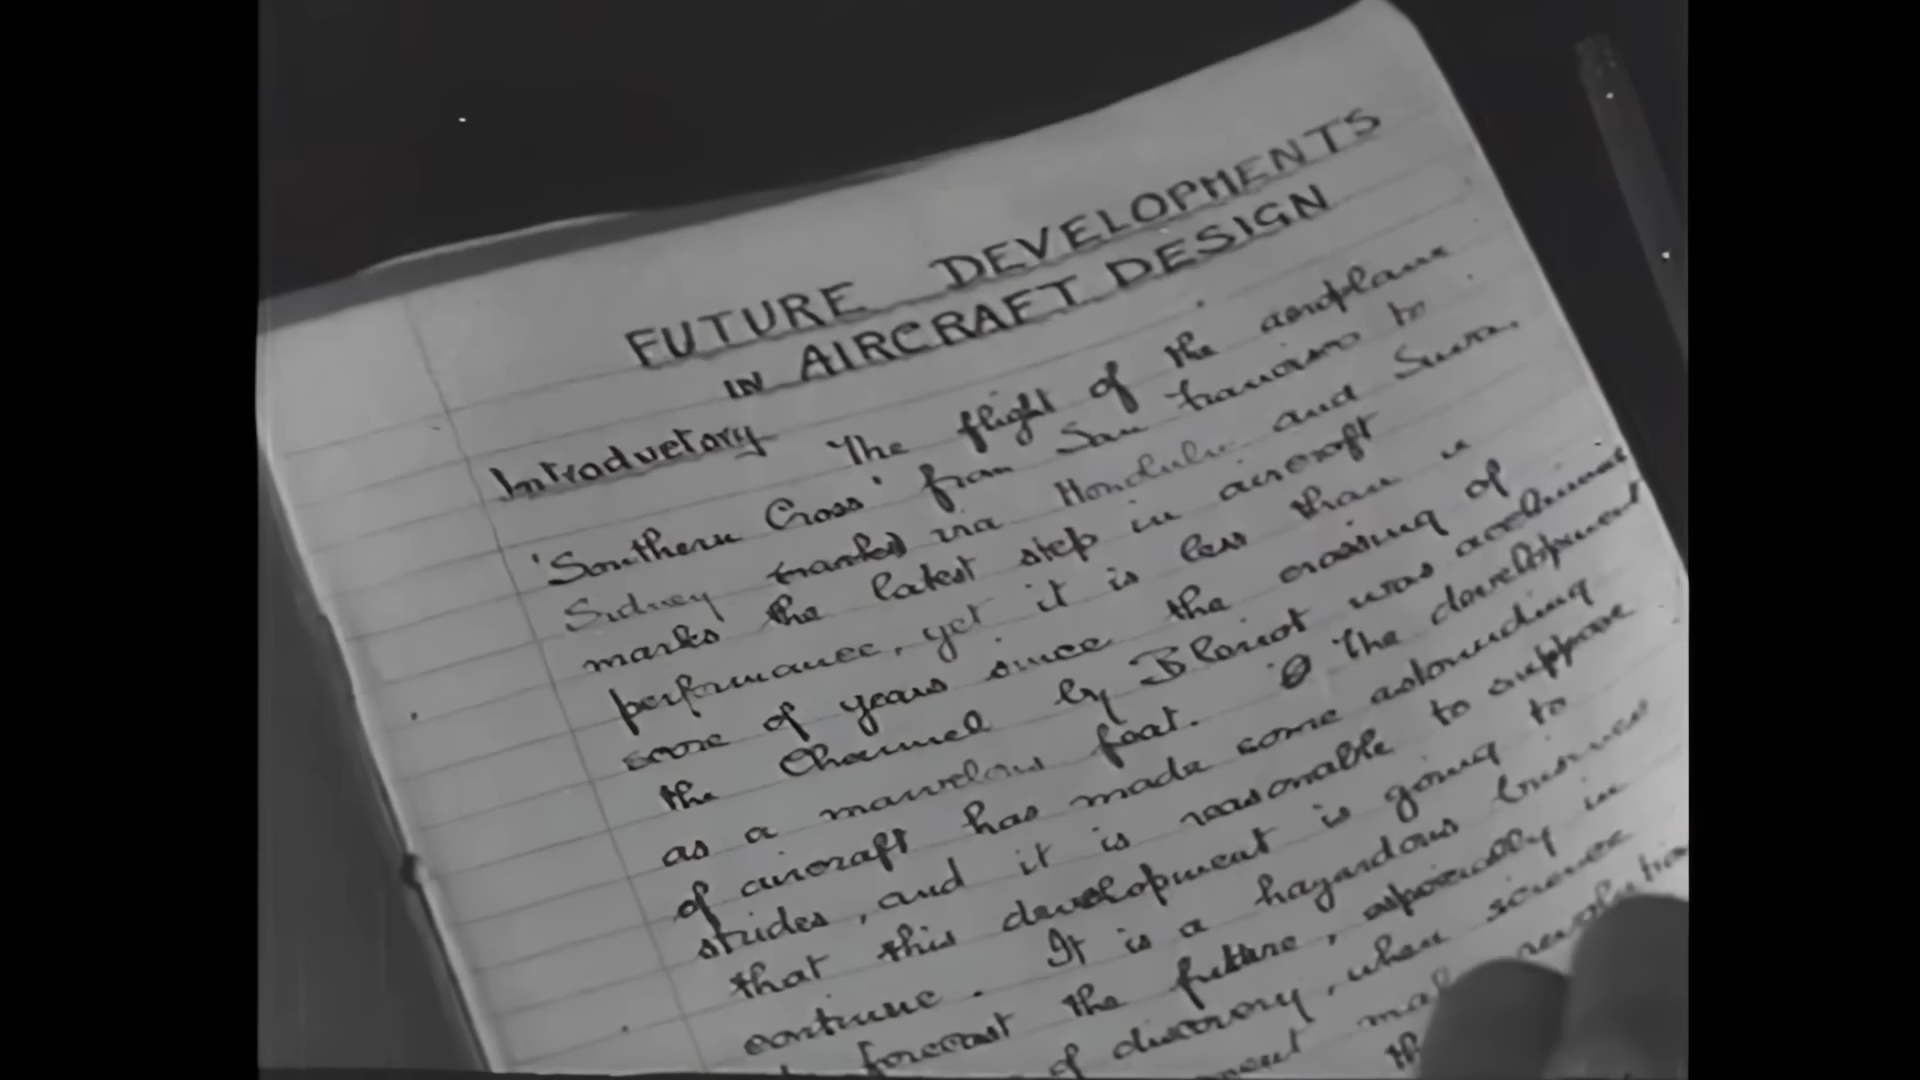 FUTURE DEVELOPMENTS
IN AIRCRAFT DESIGN
Introductory The flight of the aeroplane
'Southern Cross' from San Francisco to
Sidney via Honolulu and Suva.
marks the latest step in aircraft
performance, yet it is less than a
score of years since the crossing of
the Channel by Bleriot was acclaimed
as a marvelous feat. The development
of aircraft has made some astounding
strides, and it is reasonable to suppose
that this development is going to
continue. It is a hazardous business
forecast the future, especially in
of discovery, when science